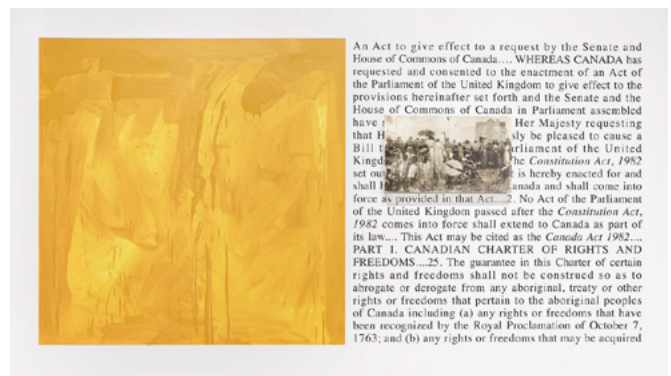 An Act to give effect to a request by the Senate and
House of Commons of Canada.... WHEREAS CANADA has
requested and consented to the enactment of an Act of
the Parliament of the United Kingdom to give effect to the
provisions hereinafter set forth and the Senate and the
House of Commons of Canada in Parliament assembled
have Her Majesty requesting
that be pleased to cause a
Bill of the United
Constitution Act, 1982
set out is hereby enacted for and
shall and shall come into
force as provided in that Act....2. No Act of the Parliament
of the United Kingdom passed after the Constitution Act,
1982 comes into force shall extend to Canada as part of
its law.... This Act may be cited as the Canada Act 1982....
PART I. CANADIAN CHARTER OF RIGHTS AND
FREEDOMS....25. The guarantee in this Charter of certain
rights and freedoms shall not be construed so as to
abrogate or derogate from any aboriginal, treaty or other
rights or freedoms that pertain to the aboriginal peoples
of Canada including (a) any rights or freedoms that have
been recognized by the Royal Proclamation of October 7,
1763; and (b) any rights or freedoms that may be acquired